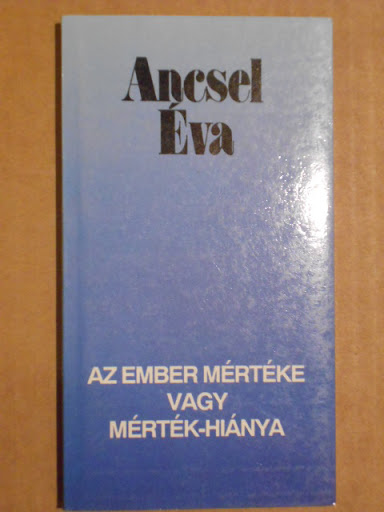 Ancsel
Éva
AZ EMBER MÉRTÉKE
VAGY
MÉRTÉK-HIÁNYA